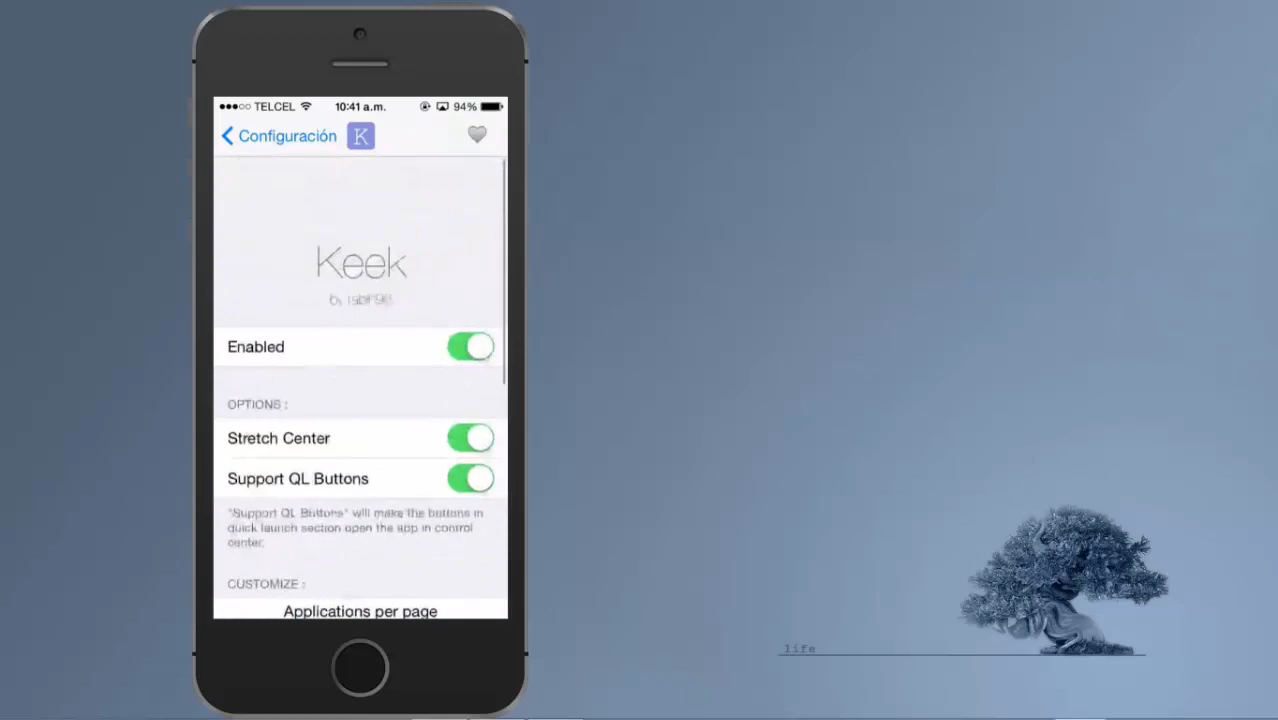 TELCEL 10:41 a.m. 94%
Configuración K
Keek
by
Enabled
OPTIONS :
Stretch Center
Support QL Buttons
"Support QL Buttons" will make the buttons in
quick launch section open the app in control
center.
CUSTOMIZE :
Applications per page
life